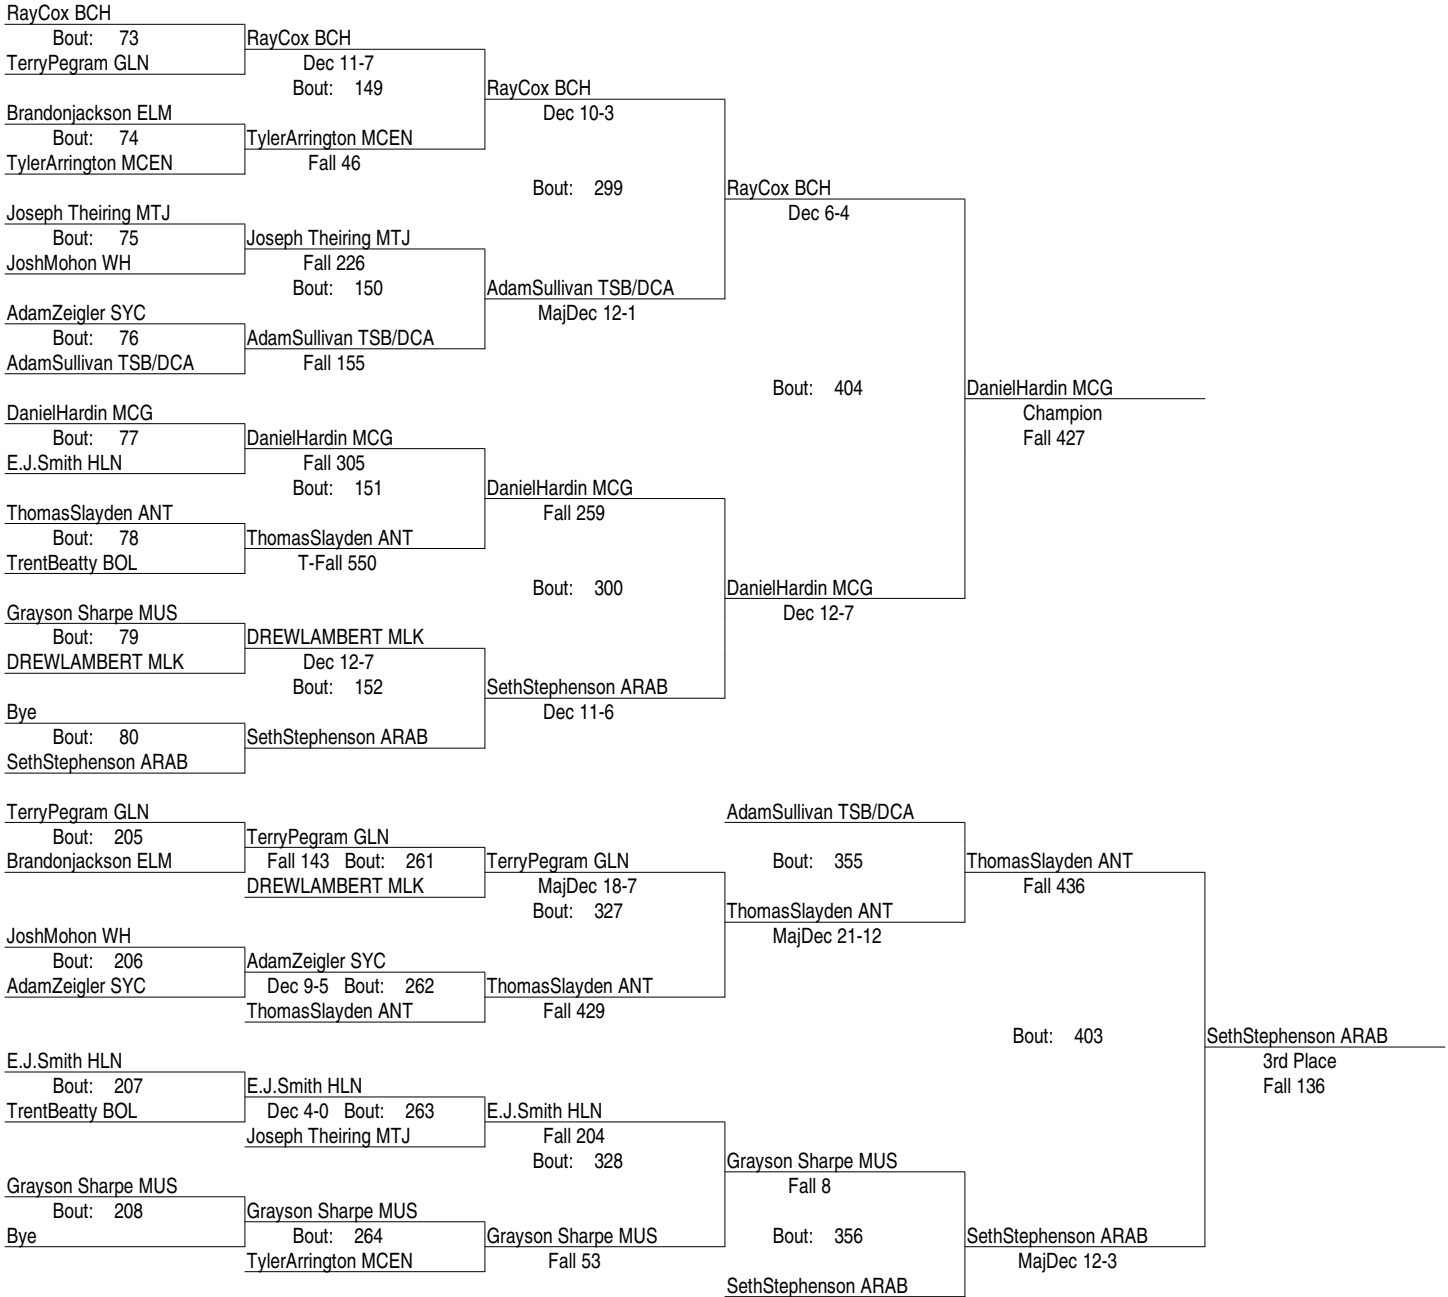 RayCox BCH
Bout: 73
RayCox BCH
TerryPegram GLN
Dec 11-7
Bout: 149
RayCox BCH
Brandonjackson ELM
Dec 10-3
Bout: 74
TylerArrington MCEN
TylerArrington MCEN
Fall 46
Bout: 299
RayCox BCH
Joseph Theiring MTJ
Dec 6-4
Bout: 75
Joseph Theiring MTJ
JoshMohon WH
Fall 226
Bout: 150
AdamSullivan TSB/DCA
AdamZeigler SYC
MajDec 12-1
Bout: 76
AdamSullivan TSB/DCA
AdamSullivan TSB/DCA
Fall 155
Bout: 404
DanielHardin MCG
DanielHardin MCG
Champion
Bout: 77
DanielHardin MCG
Fall 427
E.J.Smith HLN
Fall 305
Bout: 151
DanielHardin MCG
ThomasSlayden ANT
Fall 259
Bout: 78
ThomasSlayden ANT
TrentBeatty BOL
T-Fall 550
Bout: 300
DanielHardin MCG
Grayson Sharpe MUS
Dec 12-7
Bout: 79
DREWLAMBERT MLK
DREWLAMBERT MLK
Dec 12-7
Bout: 152
SethStephenson ARAB
Bye
Dec 11-6
Bout: 80
SethStephenson ARAB
SethStephenson ARAB
TerryPegram GLN
AdamSullivan TSB/DCA
Bout: 205
TerryPegram GLN
Brandonjackson ELM
Fall 143 Bout: 261
TerryPegram GLN
Bout: 355
ThomasSlayden ANT
DREWLAMBERT MLK
MajDec 18-7
Fall 436
Bout: 327
ThomasSlayden ANT
JoshMohon WH
MajDec 21-12
Bout: 206
AdamZeigler SYC
AdamZeigler SYC
Dec 9-5 Bout: 262
ThomasSlayden ANT
ThomasSlayden ANT
Fall 429
Bout: 403
SethStephenson ARAB
E.J.Smith HLN
3rd Place
Bout: 207
E.J.Smith HLN
Fall 136
TrentBeatty BOL
Dec 4-0 Bout: 263
E.J.Smith HLN
Joseph Theiring MTJ
Fall 204
Bout: 328
Grayson Sharpe MUS
Grayson Sharpe MUS
Fall 8
Bout: 208
Grayson Sharpe MUS
Bye
Bout: 264
Grayson Sharpe MUS
Bout: 356
SethStephenson ARAB
TylerArrington MCEN
Fall 53
MajDec 12-3
SethStephenson ARAB